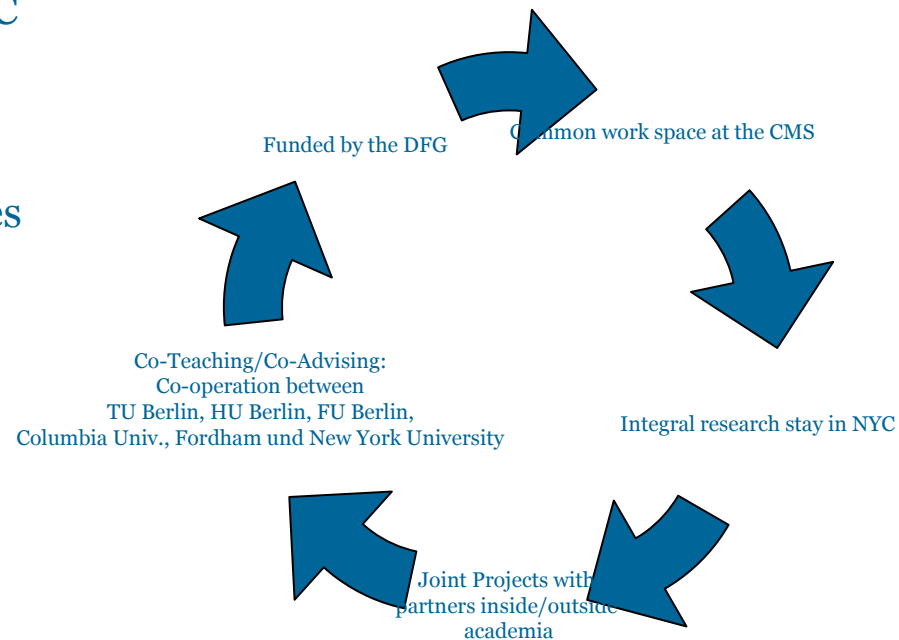 C
es
Funded by the DFG
Common work space at the CMS
Co-Teaching/Co-Advising:
Co-operation between
TU Berlin, HU Berlin, FU Berlin,
Columbia Univ., Fordham und New York University
Integral research stay in NYC
Joint Projects with
partners inside/outside
academia